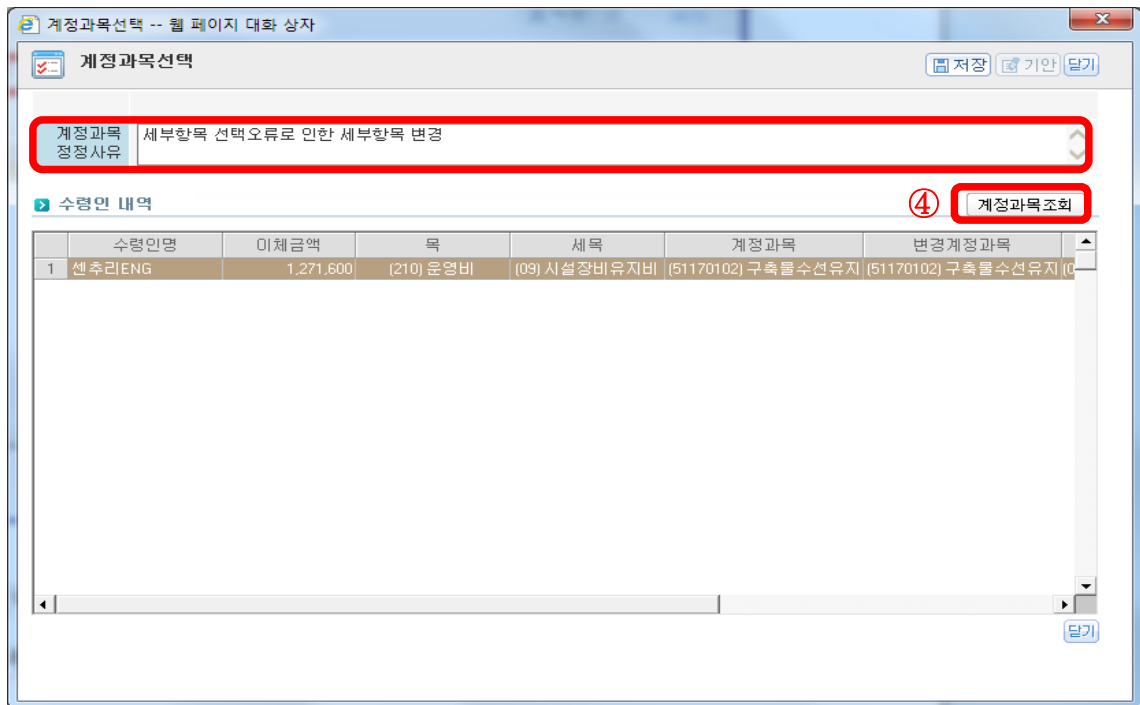 계정과목선택 -- 웹 페이지 대화 상자
계정과목선택
저장 기안 닫기
계정과목 정정사유
세부항목 선택오류로 인한 세부항목 변경
수령인 내역
④ 계정과목조회
수령인명 이체금액 목 세목 계정과목 변경계정과목
1 센추리ENG 1,271,600 (210) 운영비 (09) 시설장비유지비 (51170102) 구축물수선유지 (51170102) 구축물수선유지 (0
닫기